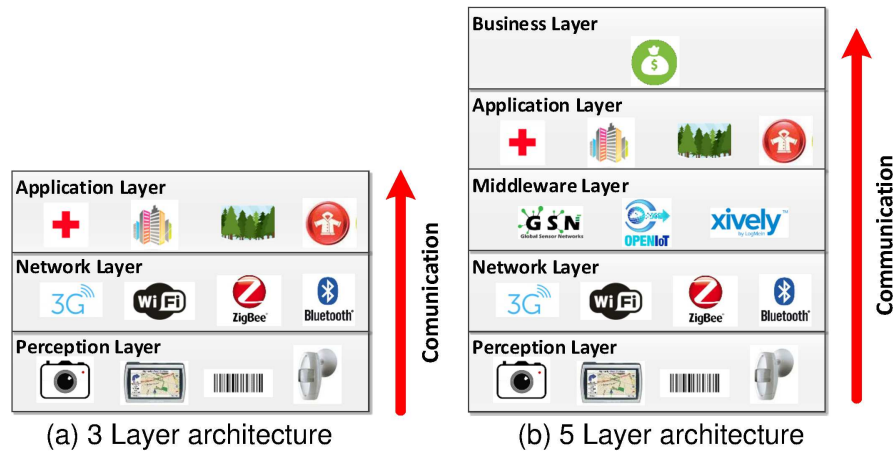 Application Layer
Network Layer
3G
WiFi
ZigBee
Bluetooth
Perception Layer
Comunication
(a) 3 Layer architecture
Business Layer
$
Application Layer
Middleware Layer
GSN
Global Sensor Networks
OPENIoT
xively™
by LogMeIn
Network Layer
3G
WiFi
ZigBee
Bluetooth
Perception Layer
Communication
(b) 5 Layer architecture